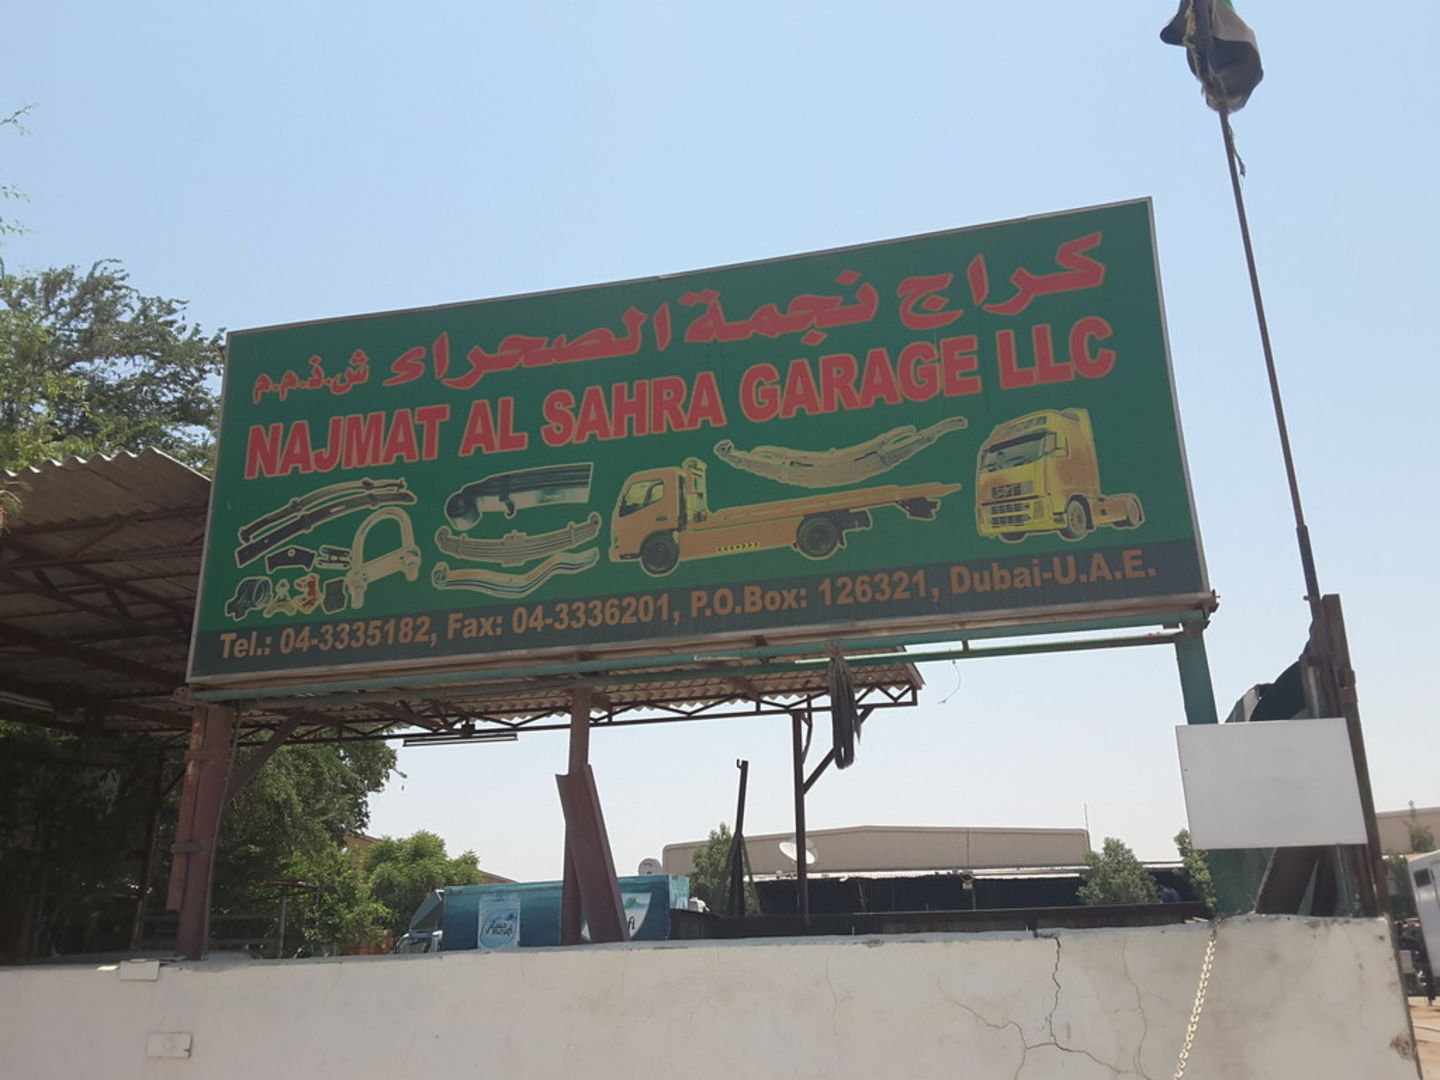 كراج نجمة الصحراء ش.ذ.م.م
NAJMAT AL SAHRA GARAGE LLC
Tel.: 04-3335182, Fax: 04-3336201, P.O.Box: 126321, Dubai-U.A.E.